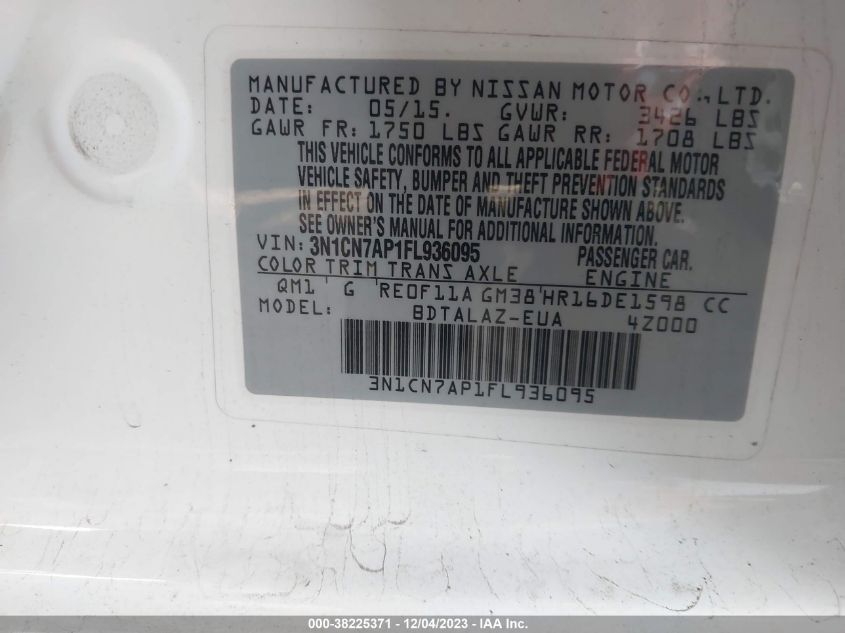 MANUFACTURED BY NISSAN MOTOR CO., LTD.
DATE: 05/15. GVWR: 3426 LBS
GAWR FR: 1750 LBS GAWR RR: 1708 LBS
THIS VEHICLE CONFORMS TO ALL APPLICABLE FEDERAL MOTOR
VEHICLE SAFETY, BUMPER AND THEFT PREVENTION STANDARDS
IN EFFECT ON THE DATE OF MANUFACTURE SHOWN ABOVE.
SEE OWNER'S MANUAL FOR ADDITIONAL INFORMATION.
VIN: 3N1CN7AP1FL936095 PASSENGER CAR.
COLOR TRIM TRANS AXLE ENGINE
QM1 ' G ' RE0F11A GM38'HR16DE1598 CC
MODEL: BDTALAZ-EUA 4Z000
3N1CN7AP1FL936095
000-38225371 - 12/04/2023 - IAA Inc.